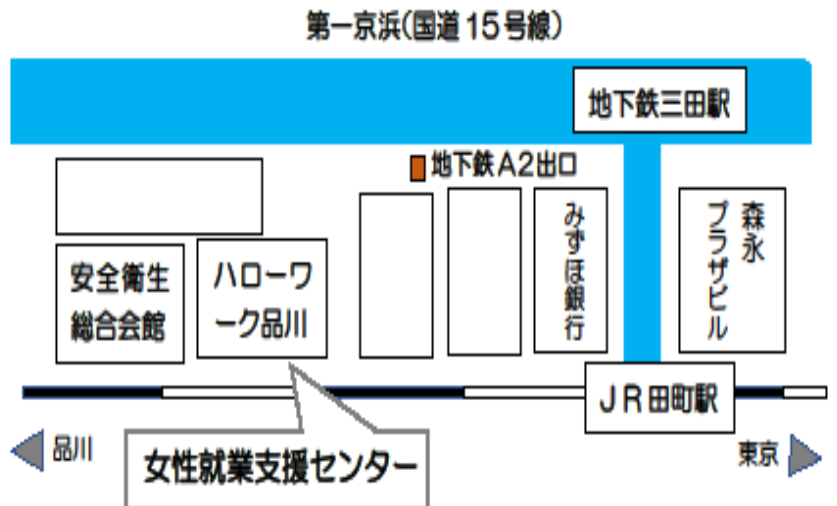 第一京浜(国道15号線)
地下鉄三田駅
地下鉄A2出口
安全衛生
総合会館
ハローワ
ーク品川
みずほ銀行
森永
プラザビル
JR田町駅
品川
女性就業支援センター
東京